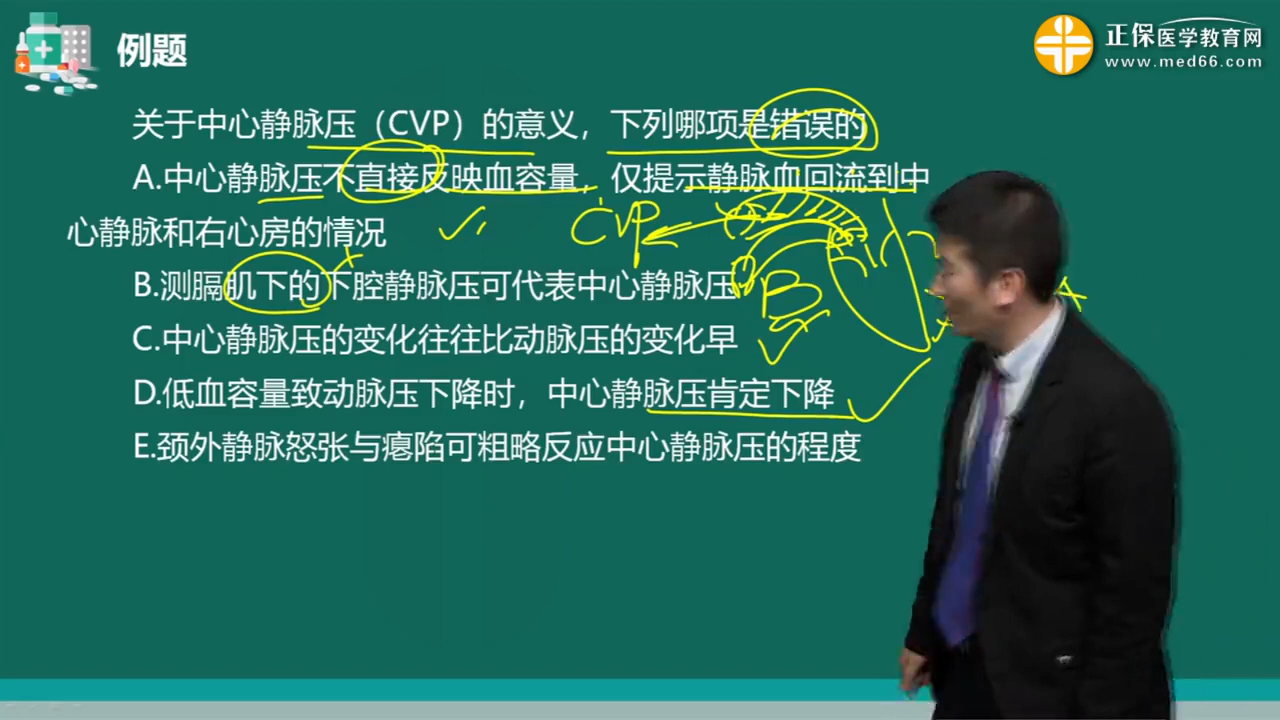 例题
正保医学教育网
www.med66.com
关于中心静脉压（CVP）的意义，下列哪项是错误的
A.中心静脉压不直接反映血容量，仅提示静脉血回流到中
心静脉和右心房的情况
CVP
B.测膈肌下的下腔静脉压可代表中心静脉压
B
C.中心静脉压的变化往往比动脉压的变化早
D.低血容量致动脉压下降时，中心静脉压肯定下降
E.颈外静脉怒张与瘪陷可粗略反应中心静脉压的程度